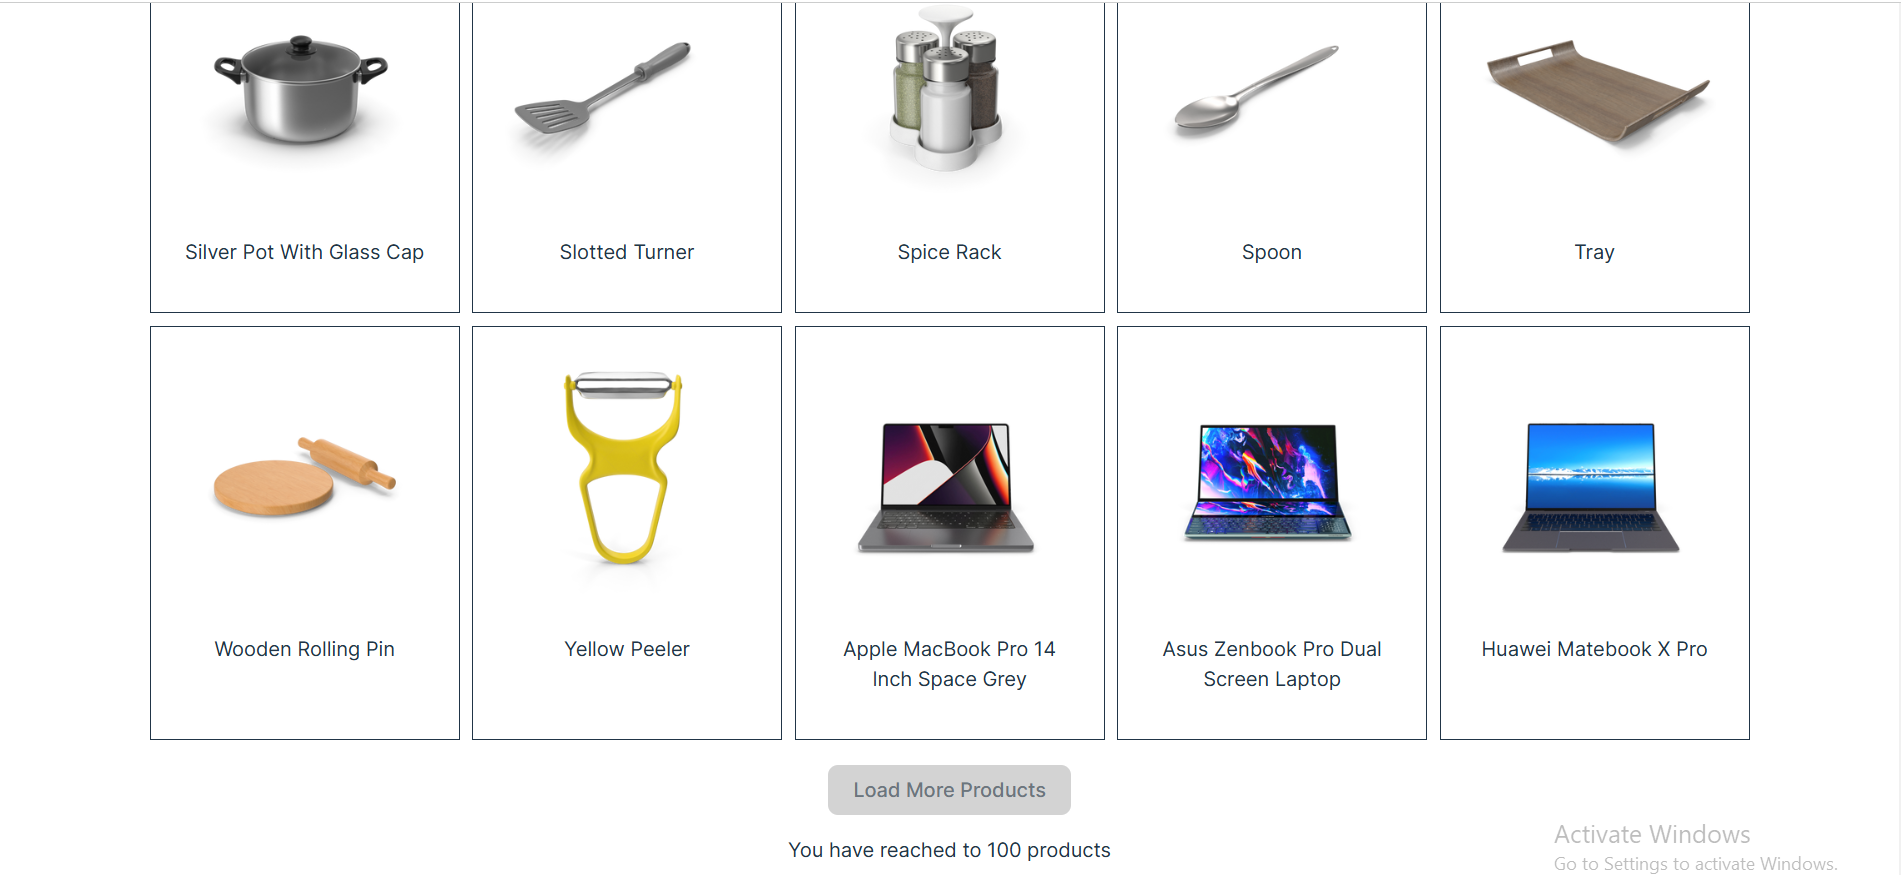 Silver Pot With Glass Cap
Slotted Turner
Spice Rack
Spoon
Tray
Wooden Rolling Pin
Yellow Peeler
Apple MacBook Pro 14
Inch Space Grey
Asus Zenbook Pro Dual
Screen Laptop
Huawei Matebook X Pro
Load More Products
You have reached to 100 products
Activate Windows
Go to Settings to activate Windows.